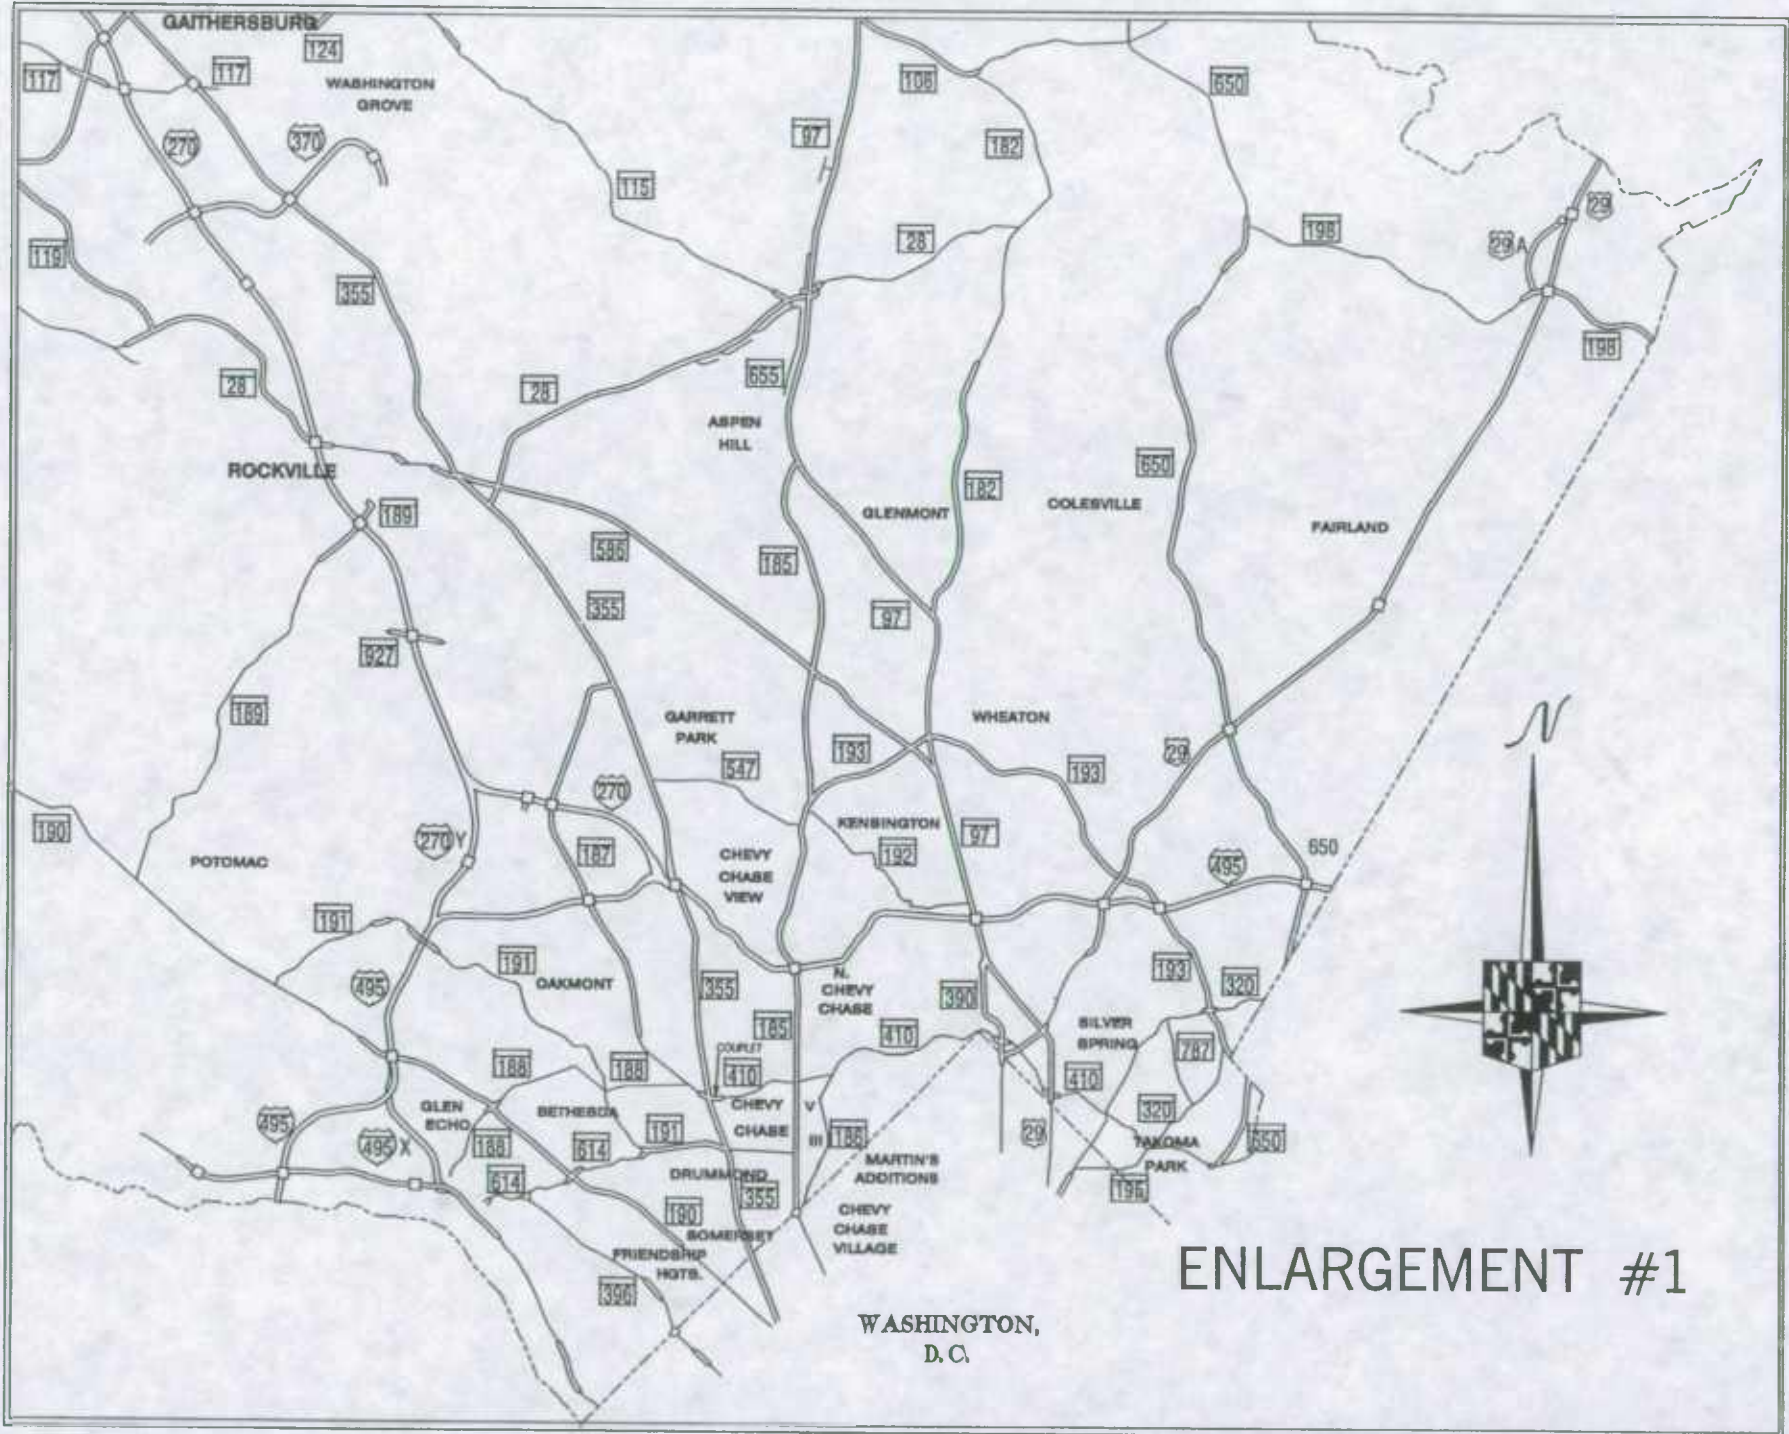 GAITHERSBURG
124
117
117
WASHINGTON
GROVE
108
650
97
182
270
370
115
29
198
28
29 A
119
355
198
655
28
28
ASPEN
HILL
650
ROCKVILLE
182
COLESVILLE
189
GLENMONT
FAIRLAND
586
185
355
97
927
189
N
GARRETT
PARK
WHEATON
193
29
547
193
270
190
KENSINGTON
97
270 Y
187
192
650
POTOMAC
CHEVY
CHASE
VIEW
495
191
191
193
N.
CHEVY
CHASE
OAKMONT
495
355
390
320
185
SILVER
SPRING
410
COUPLET
787
188
188
410
410
GLEN
ECHO
BETHESDA
CHEVY
CHASE
V
III
320
495
495 X
188
614
191
186
29
TAKOMA
PARK
650
614
DRUMMOND
MARTIN'S
ADDITIONS
355
195
190
SOMERSET
CHEVY
CHASE
VILLAGE
FRIENDSHIP
HGTS.
396
ENLARGEMENT #1
WASHINGTON,
D.C.